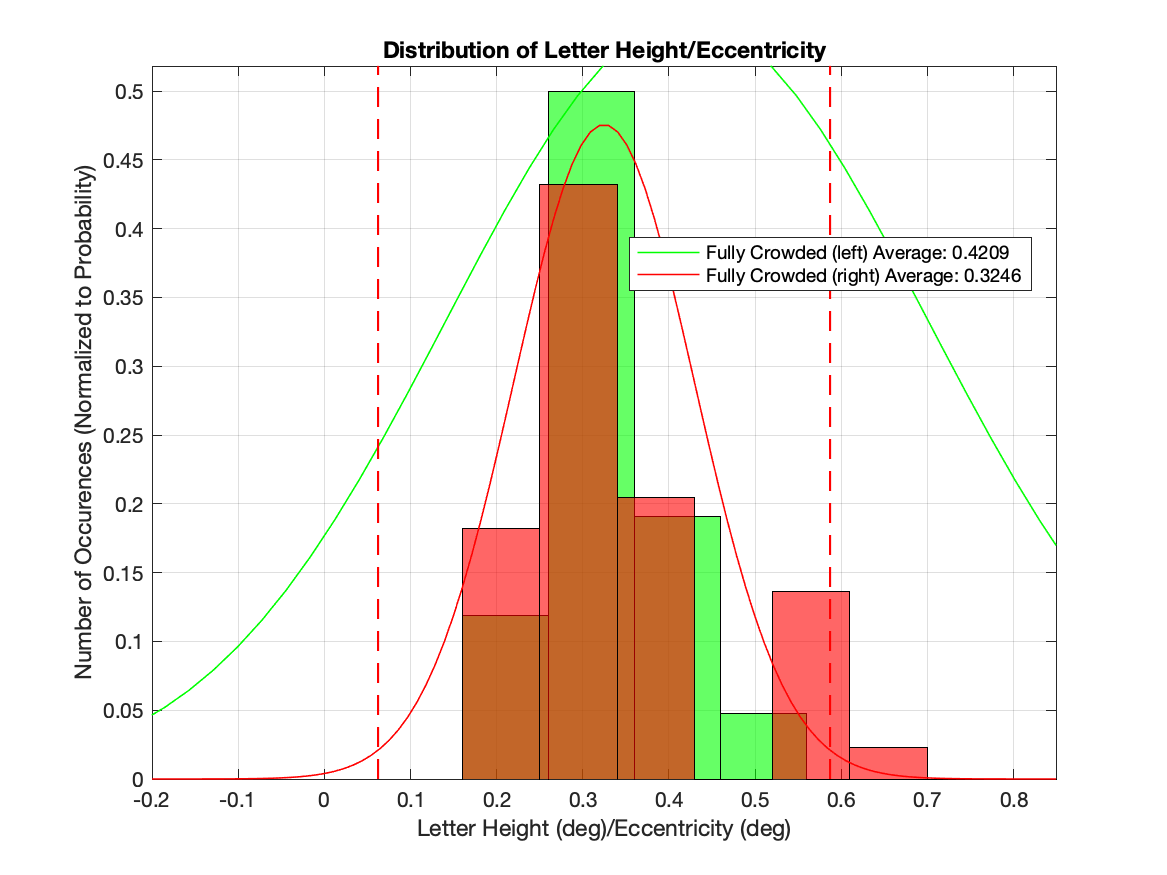 Distribution of Letter Height/Eccentricity
Number of Occurences (Normalized to Probability)
0.5
0.45
0.4
0.35
0.3
0.25
0.2
0.15
0.1
0.05
0
Fully Crowded (left) Average: 0.4209
Fully Crowded (right) Average: 0.3246
-0.2 -0.1 0 0.1 0.2 0.3 0.4 0.5 0.6 0.7 0.8
Letter Height (deg)/Eccentricity (deg)